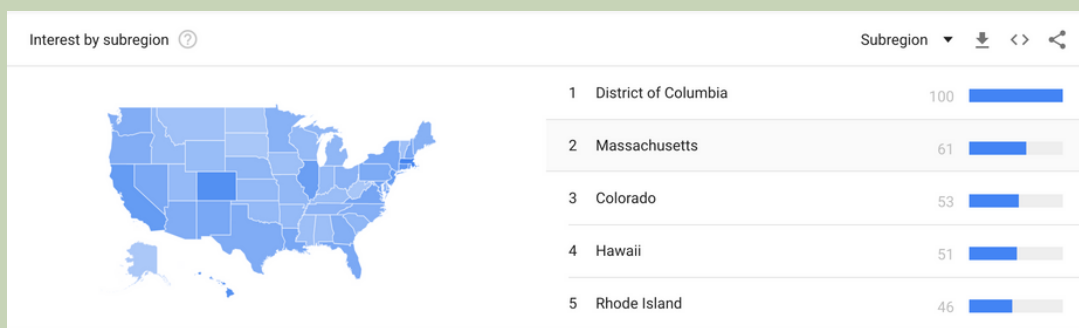 Interest by subregion ?
Subregion
1 District of Columbia 100
2 Massachusetts 61
3 Colorado 53
4 Hawaii 51
5 Rhode Island 46